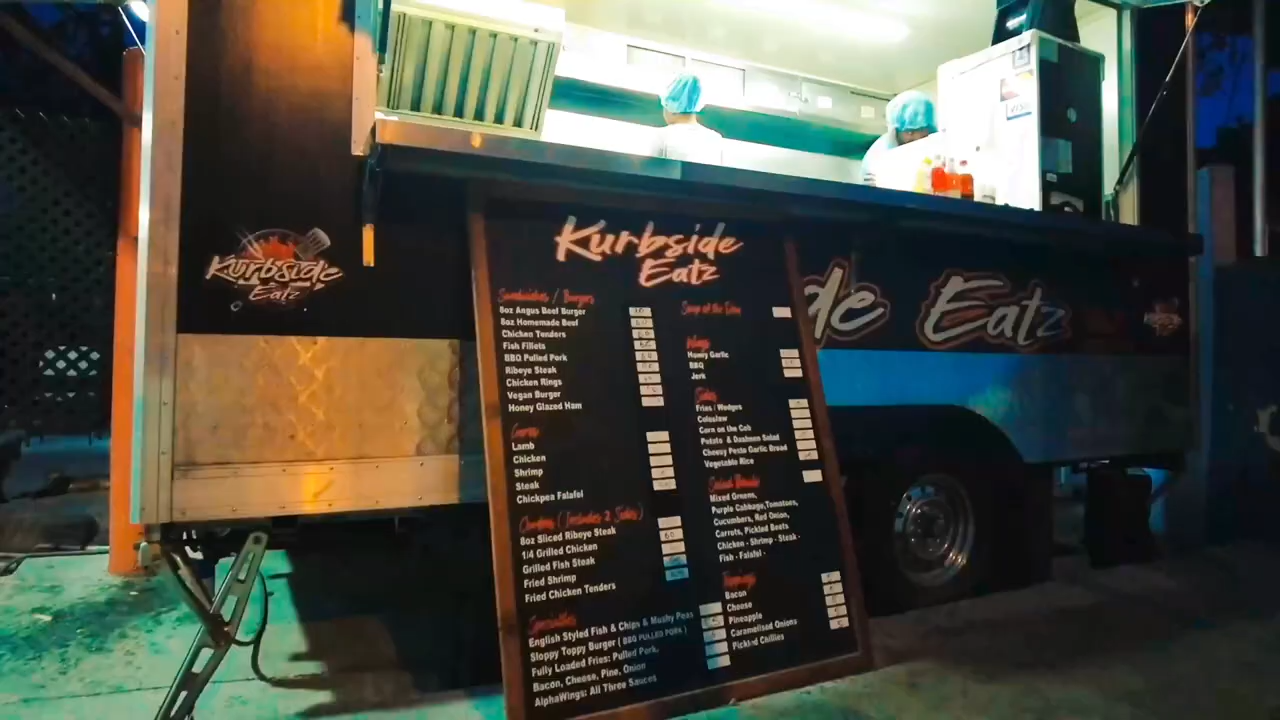 Kurbside
Eatz
Kurbside
Eatz
Sandwiches / Burgers
8oz Angus Beef Burger
8oz Homemade Beef
Chicken Tenders
Fish Fillets
BBQ Pulled Pork
Ribeye Steak
Chicken Rings
Vegan Burger
Honey Glazed Ham
Gyros
Lamb
Chicken
Shrimp
Steak
Chickpea Falafel
Combos ( Includes 2 Sides )
8oz Sliced Ribeye Steak
1/4 Grilled Chicken
Grilled Fish Steak
Fried Shrimp
Fried Chicken Tenders
Specialties
English Styled Fish & Chips & Mushy Peas
Sloppy Toppy Burger ( BBQ PULLED PORK )
Fully Loaded Fries: Pulled Pork,
Bacon, Cheese, Pine, Onion
AlphaWings: All Three Sauces
Soup of the Day
Wings
Honey Garlic
BBQ
Jerk
Sides
Fries / Wedges
Coleslaw
Corn on the Cob
Potato & Dasheen Salad
Cheesy Pesto Garlic Bread
Vegetable Rice
Salad Bowls
Mixed Greens,
Purple Cabbage,Tomatoes,
Cucumbers, Red Onion,
Carrots, Pickled Beets
Chicken - Shrimp - Steak -
Fish - Falafel -
Toppings
Bacon
Cheese
Pineapple
Caramelised Onions
Pickled Chillies
de Eatz
VISA